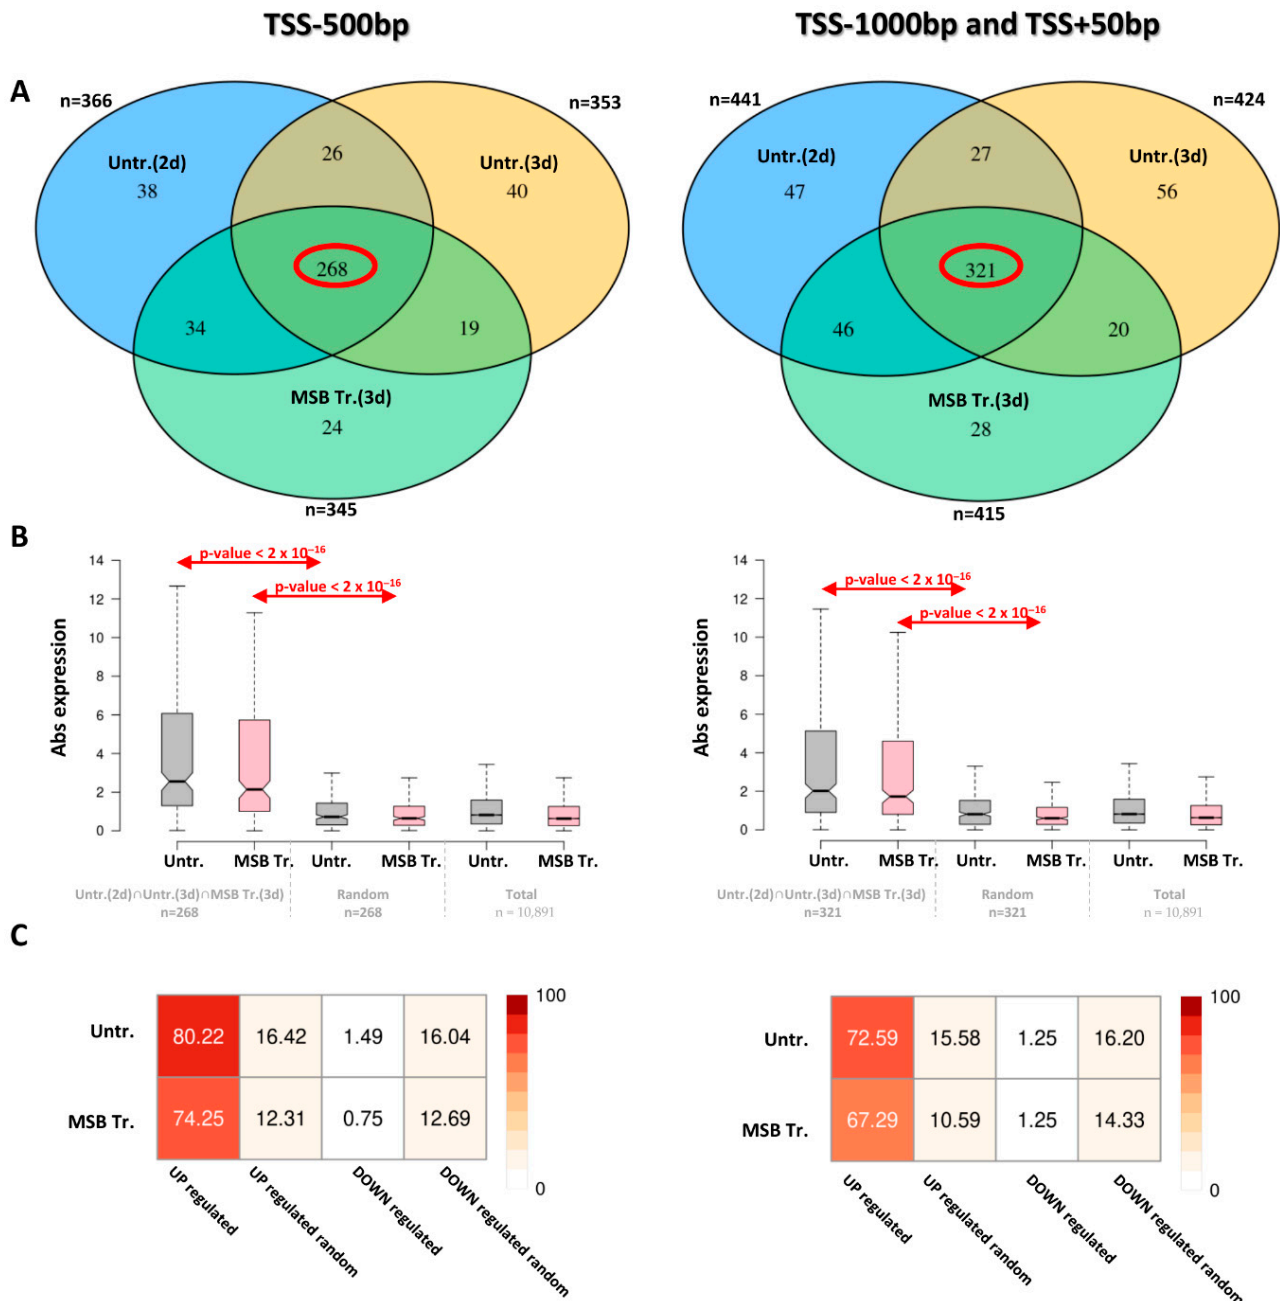 TSS-500bp
TSS-1000bp and TSS+50bp
A
n=366
n=353
Untr.(2d)
38
26
Untr.(3d)
40
268
34
19
MSB Tr.(3d)
24
n=345
n=441
n=424
Untr.(2d)
47
27
Untr.(3d)
56
321
46
20
MSB Tr.(3d)
28
n=415
B
p-value < 2 x 10⁻¹⁶
p-value < 2 x 10⁻¹⁶
Abs expression
14
12
10
8
6
4
2
0
Untr. MSB Tr. Untr. MSB Tr. Untr. MSB Tr.
Untr.(2d)∩Untr.(3d)∩MSB Tr.(3d) Random Total
n=268 n=268 n = 10,891
p-value < 2 x 10⁻¹⁶
p-value < 2 x 10⁻¹⁶
Abs expression
14
12
10
8
6
4
2
0
Untr. MSB Tr. Untr. MSB Tr. Untr. MSB Tr.
Untr.(2d)∩Untr.(3d)∩MSB Tr.(3d) Random Total
n=321 n=321 n = 10,891
C
Untr. 80.22 16.42 1.49 16.04
MSB Tr. 74.25 12.31 0.75 12.69
UP regulated
UP regulated random
DOWN regulated
DOWN regulated random
100
0
Untr. 72.59 15.58 1.25 16.20
MSB Tr. 67.29 10.59 1.25 14.33
UP regulated
UP regulated random
DOWN regulated
DOWN regulated random
100
0